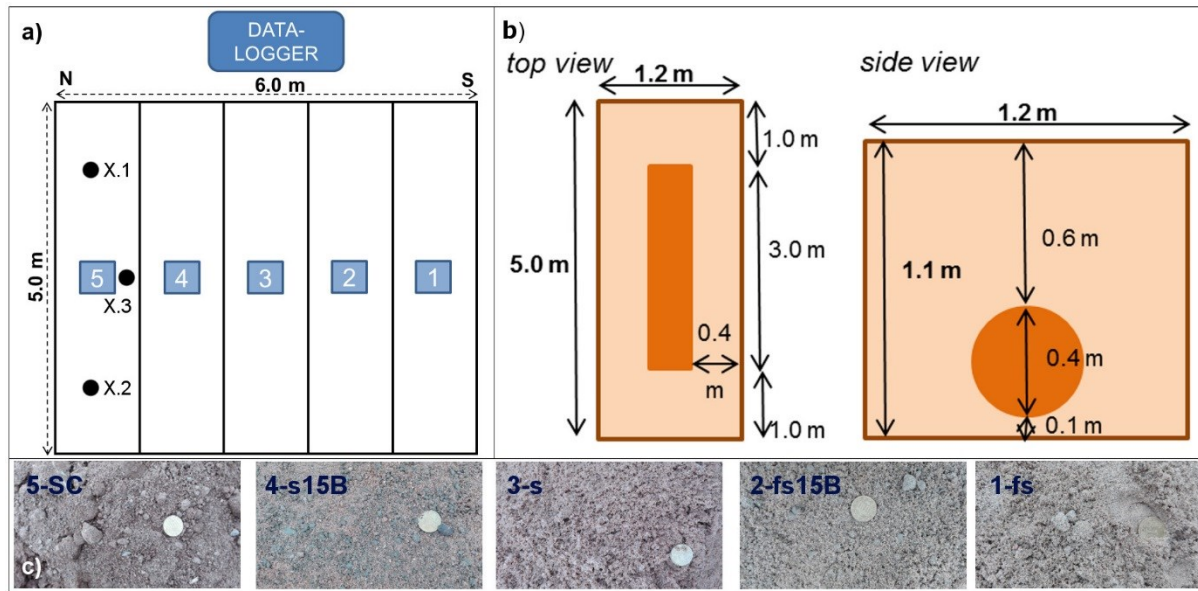 a)
DATA-
LOGGER
N
S
6.0 m
5.0 m
X.1
5
4
3
2
1
X.3
X.2
b)
top view
side view
1.2 m
1.0 m
5.0 m
3.0 m
0.4
m
1.0 m
1.2 m
0.6 m
1.1 m
0.4 m
0.1 m
5-SC
4-s15B
3-s
2-fs15B
1-fs
c)